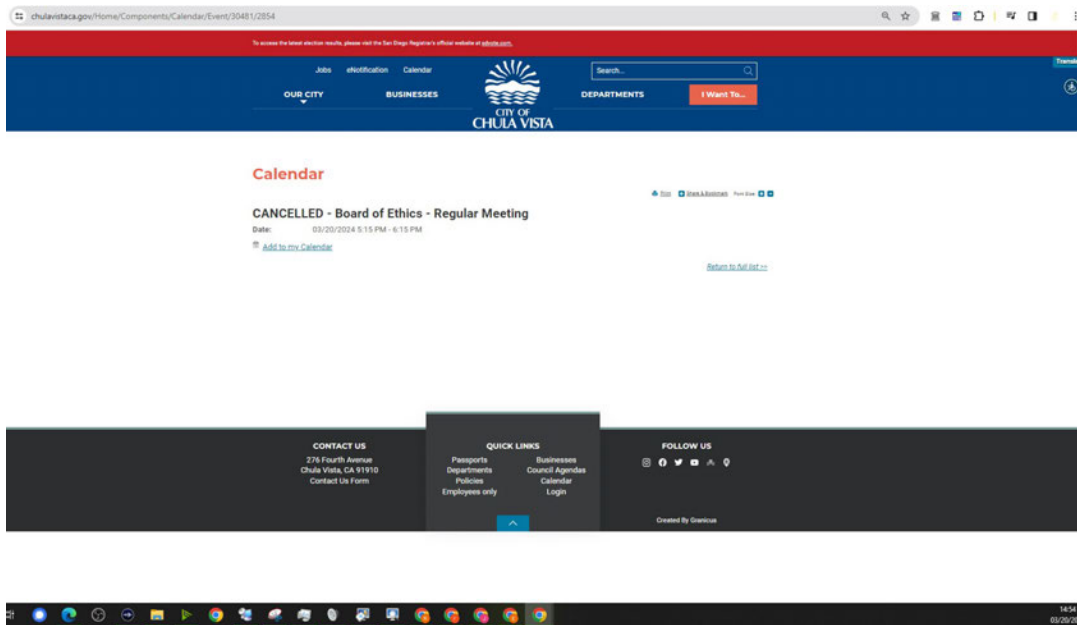 chulavistaca.gov/Home/Components/Calendar/Event/30481/2854
To access the latest election results, please visit the San Diego Registrar's official website at sdvote.com.
Jobs eNotification Calendar
Search...
Transla
OUR CITY BUSINESSES
DEPARTMENTS I Want To...
CITY OF
CHULA VISTA
Calendar
Print Share & Bookmark Font Size:
CANCELLED - Board of Ethics - Regular Meeting
Date: 03/20/2024 5:15 PM - 6:15 PM
Add to my Calendar
Return to full list >>
CONTACT US
276 Fourth Avenue
Chula Vista, CA 91910
Contact Us Form
QUICK LINKS
Passports Businesses
Departments Council Agendas
Policies Calendar
Employees only Login
FOLLOW US
Created By Granicus
14:54
03/20/20